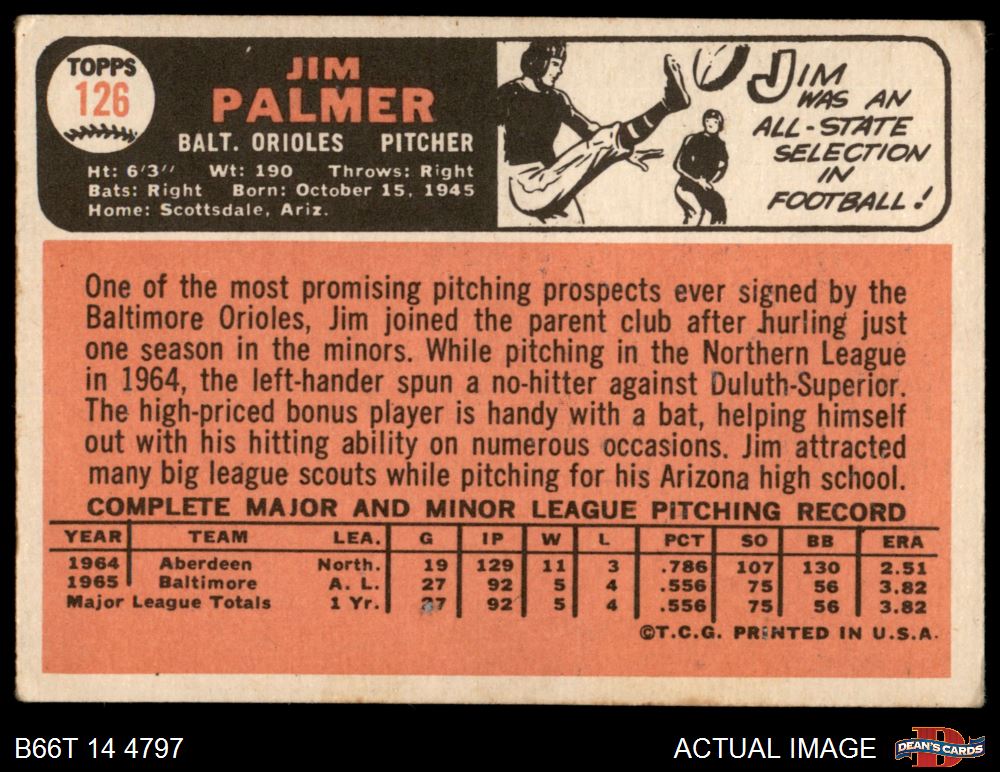 TOPPS
126
JIM
PALMER
BALT. ORIOLES PITCHER
Ht: 6'3" Wt: 190 Throws: Right
Bats: Right Born: October 15, 1945
Home: Scottsdale, Ariz.
JIM
WAS AN
ALL-STATE
SELECTION
IN
FOOTBALL!
One of the most promising pitching prospects ever signed by the
Baltimore Orioles, Jim joined the parent club after hurling just
one season in the minors. While pitching in the Northern League
in 1964, the left-hander spun a no-hitter against Duluth-Superior.
The high-priced bonus player is handy with a bat, helping himself
out with his hitting ability on numerous occasions. Jim attracted
many big league scouts while pitching for his Arizona high school.
COMPLETE MAJOR AND MINOR LEAGUE PITCHING RECORD
YEAR TEAM LEA. G IP W L PCT SO BB ERA
1964 Aberdeen North. 19 129 11 3 .786 107 130 2.51
1965 Baltimore A. L. 27 92 5 4 .556 75 56 3.82
Major League Totals 1 Yr. 27 92 5 4 .556 75 56 3.82
©T.C.G. PRINTED IN U.S.A.
B66T 14 4797
ACTUAL IMAGE
D
DEAN'S CARDS